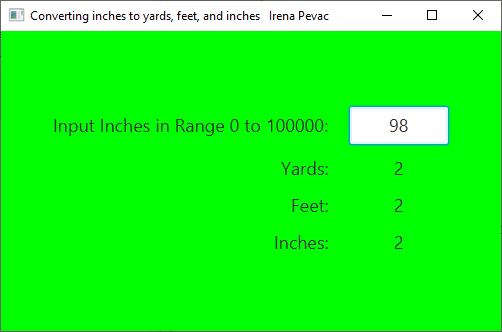 Converting inches to yards, feet, and inches   Irena Pevac
Input Inches in Range 0 to 100000: 98
Yards: 2
Feet: 2
Inches: 2